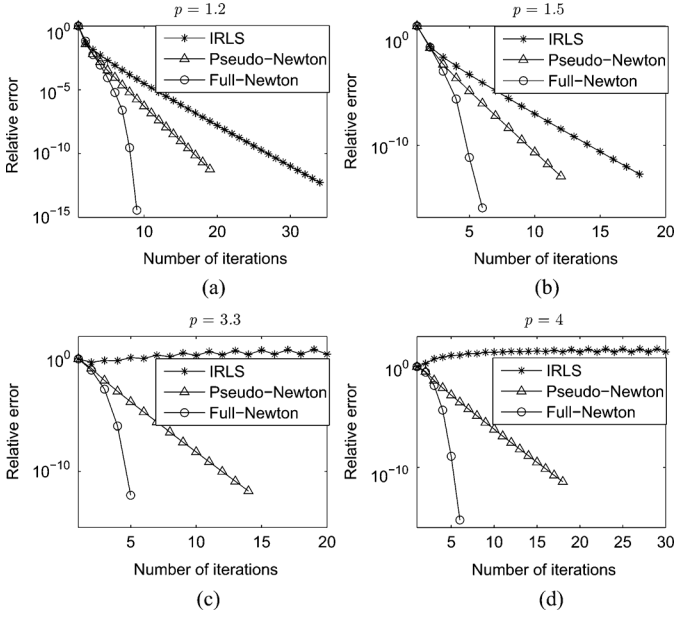 p = 1.2
10^0
10^-5
10^-10
10^-15
Relative error
IRLS
Pseudo−Newton
Full−Newton
10 20 30
Number of iterations
(a)
p = 1.5
10^0
10^-10
Relative error
IRLS
Pseudo−Newton
Full−Newton
5 10 15 20
Number of iterations
(b)
p = 3.3
10^0
10^-10
Relative error
IRLS
Pseudo−Newton
Full−Newton
5 10 15 20
Number of iterations
(c)
p = 4
10^0
10^-10
Relative error
IRLS
Pseudo−Newton
Full−Newton
5 10 15 20 25 30
Number of iterations
(d)